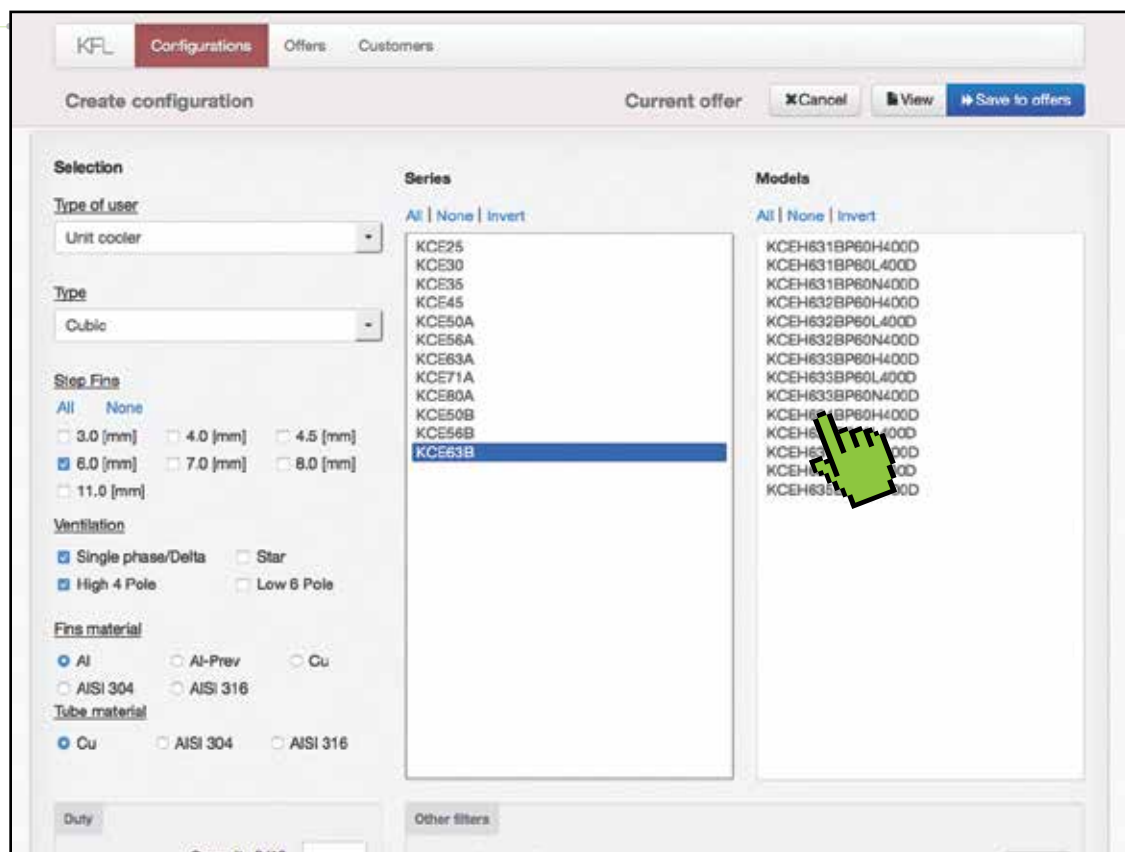 KFL Configurations Offers Customers
Create configuration Current offer Cancel View Save to offers
Selection
Type of user
Unit cooler
Type
Cubic
Step Fins
All None
3.0 [mm] 4.0 [mm] 4.5 [mm]
6.0 [mm] 7.0 [mm] 8.0 [mm]
11.0 [mm]
Ventilation
Single phase/Delta Star
High 4 Pole Low 6 Pole
Fins material
Al Al-Prev Cu
AISI 304 AISI 316
Tube material
Cu AISI 304 AISI 316
Series
All | None | Invert
KCE25
KCE30
KCE35
KCE45
KCE50A
KCE56A
KCE63A
KCE71A
KCE80A
KCE50B
KCE56B
KCE63B
Models
All | None | Invert
KCEH631BP60H400D
KCEH631BP60L400D
KCEH631BP60N400D
KCEH632BP60H400D
KCEH632BP60L400D
KCEH632BP60N400D
KCEH633BP60H400D
KCEH633BP60L400D
KCEH633BP60N400D
Duty
Other filters